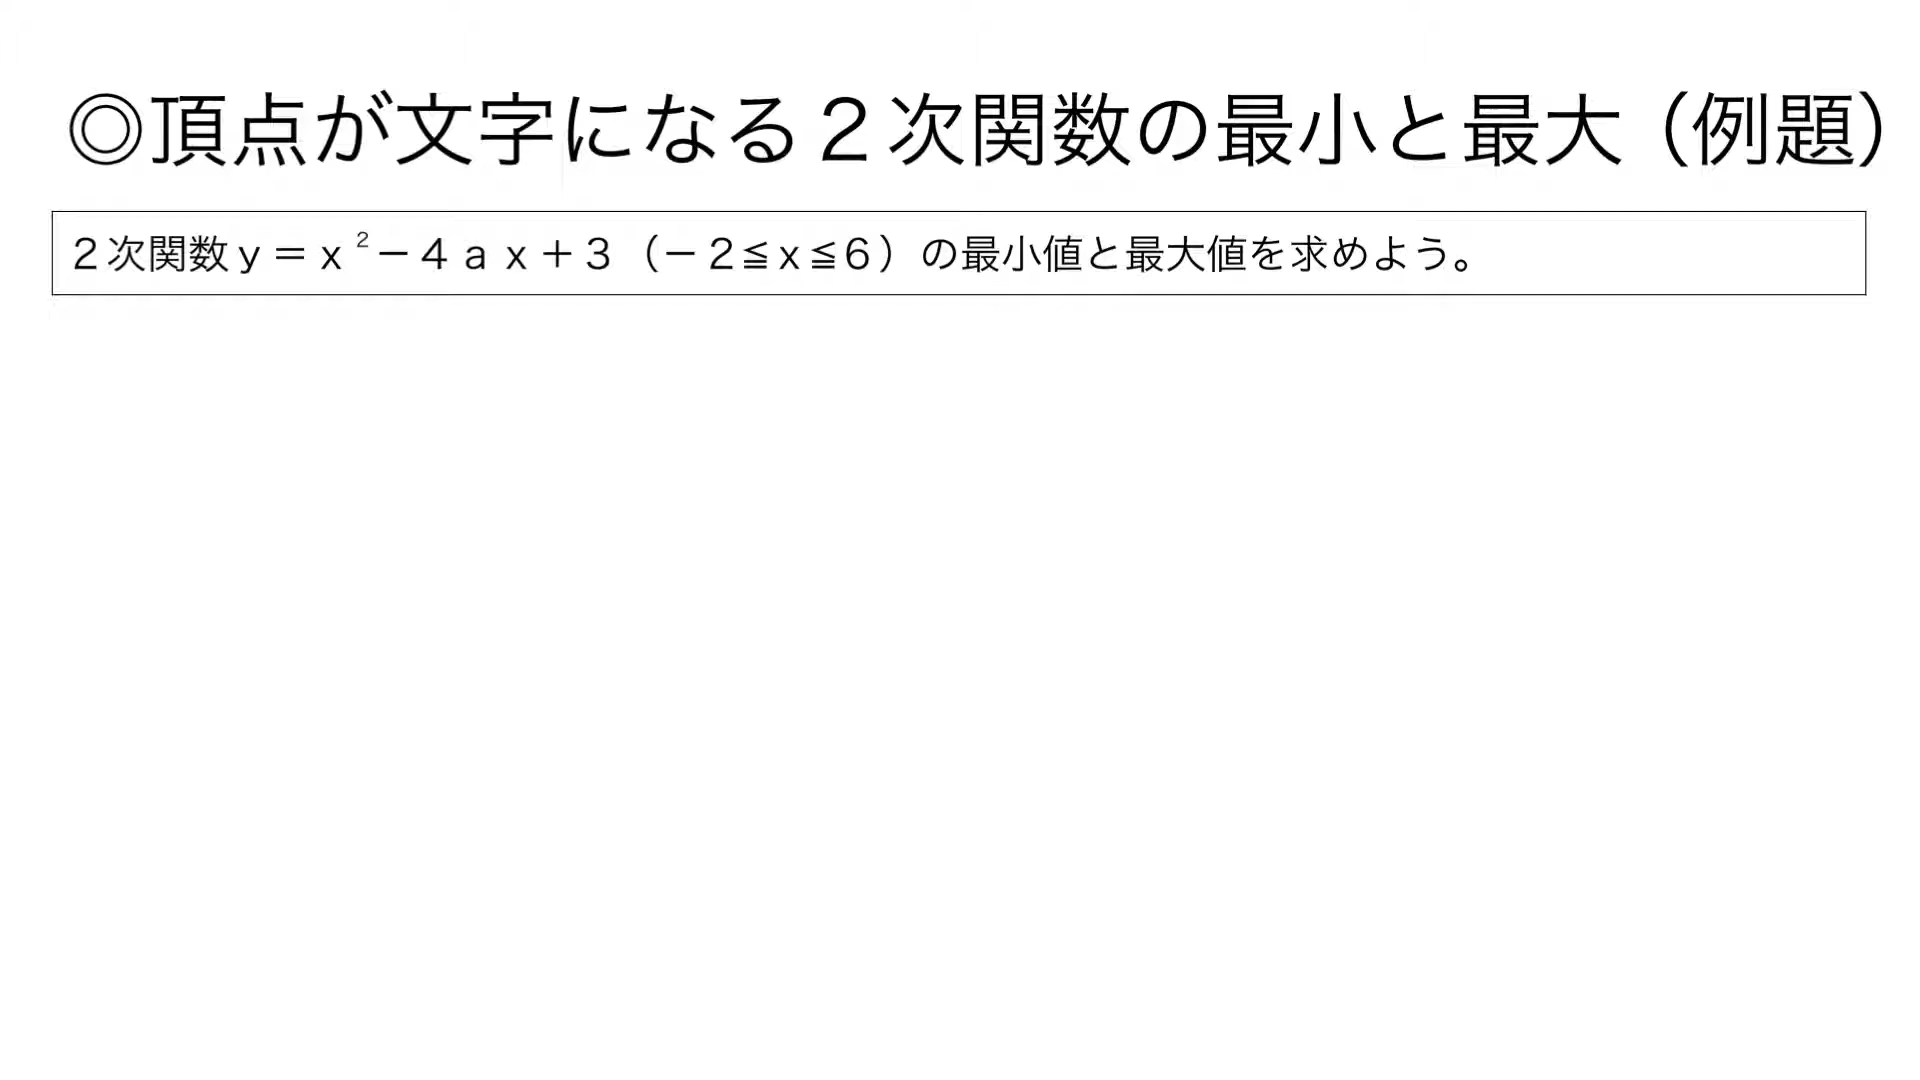 ◎頂点が文字になる２次関数の最小と最大（例題）
２次関数ｙ＝ｘ²－４ａｘ＋３（－２≦ｘ≦６）の最小値と最大値を求めよう。